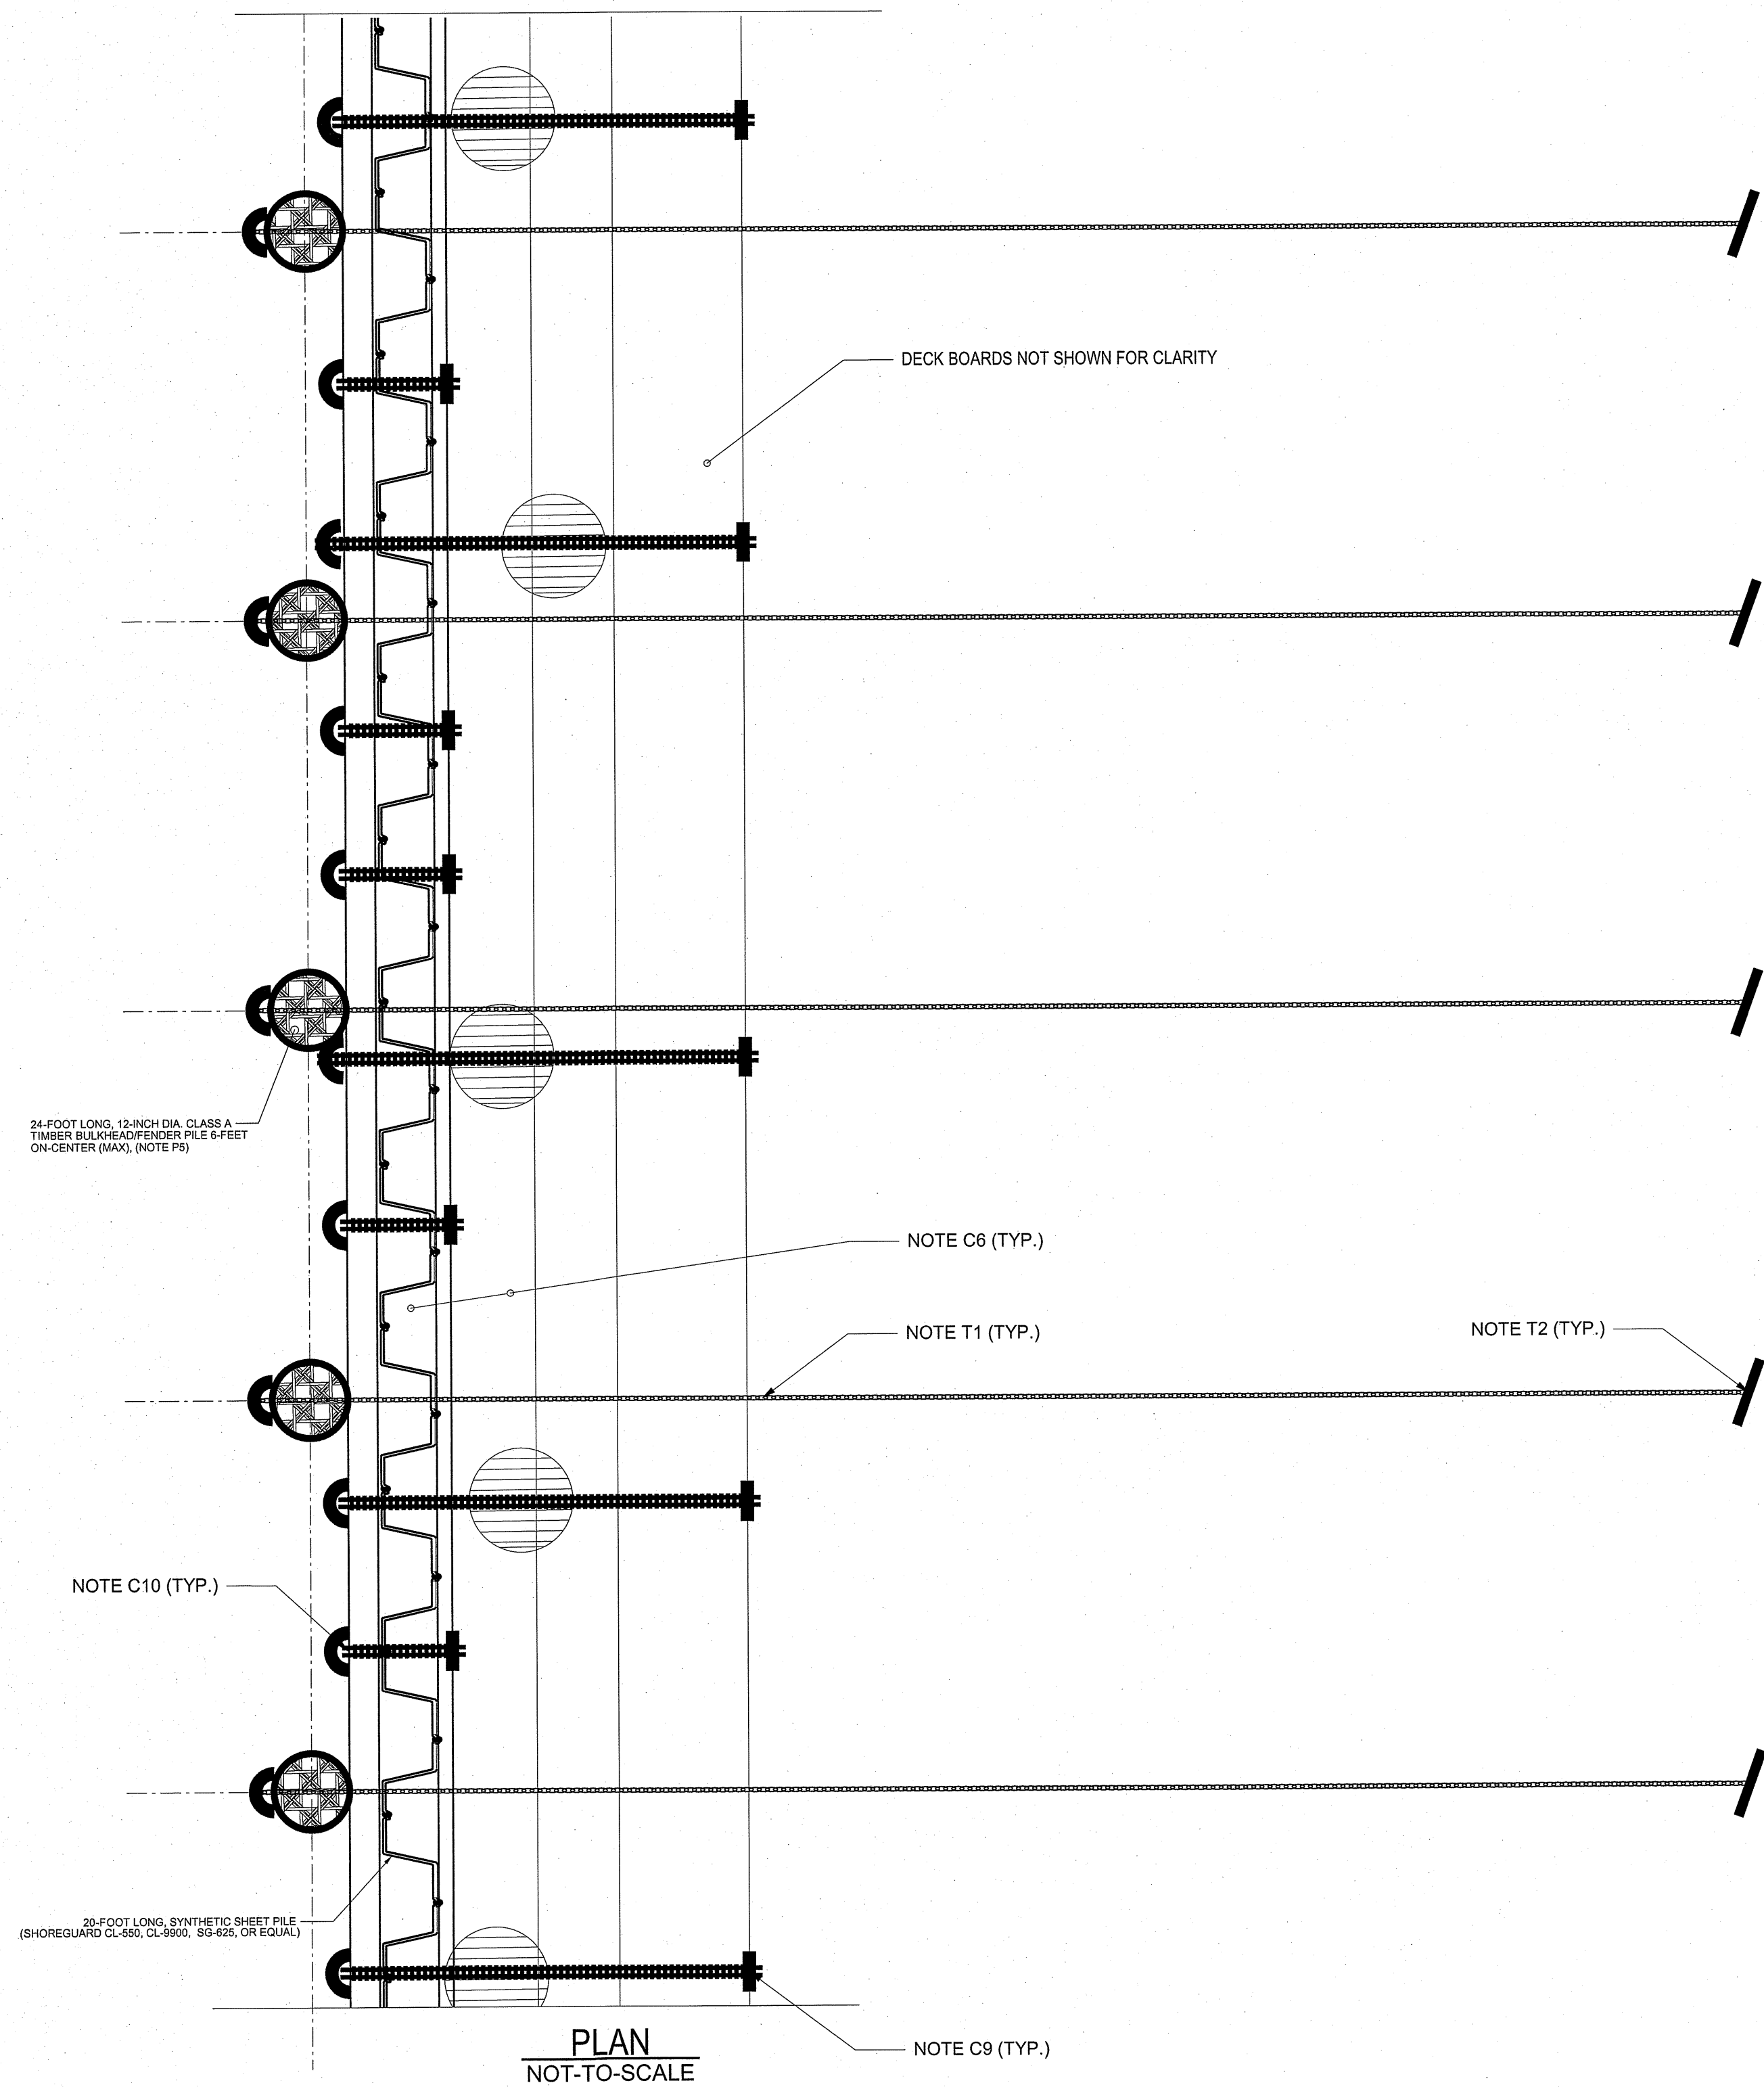 DECK BOARDS NOT SHOWN FOR CLARITY
24-FOOT LONG, 12-INCH DIA. CLASS A
TIMBER BULKHEAD/FENDER PILE 6-FEET
ON-CENTER (MAX), (NOTE P5)
NOTE C6 (TYP.)
NOTE T1 (TYP.)
NOTE T2 (TYP.)
NOTE C10 (TYP.)
20-FOOT LONG, SYNTHETIC SHEET PILE
(SHOREGUARD CL-550, CL-9900, SG-625, OR EQUAL)
NOTE C9 (TYP.)
PLAN
NOT-TO-SCALE